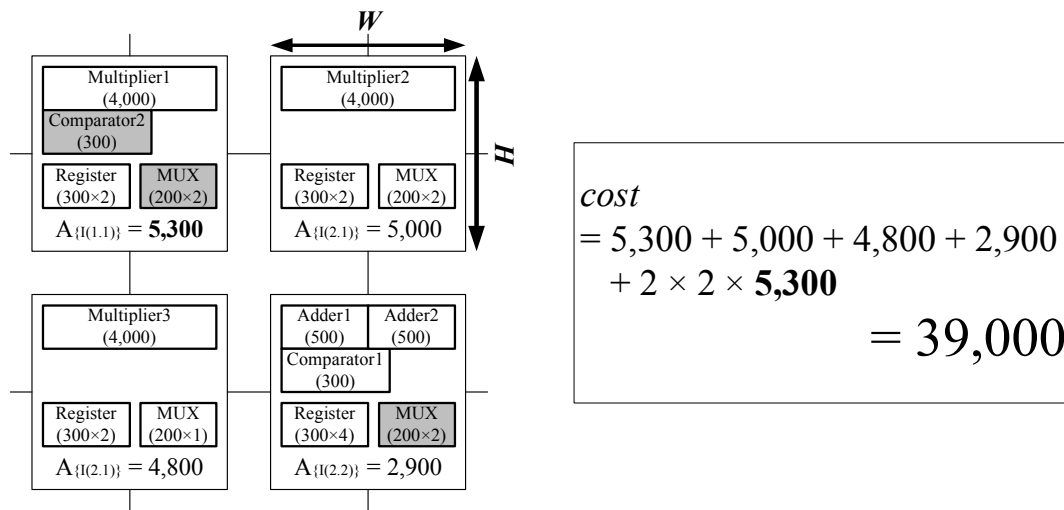 W
H
Multiplier1
(4,000)
Comparator2
(300)
Register
(300×2)
MUX
(200×2)
A{I(1.1)} = 5,300
Multiplier2
(4,000)
Register
(300×2)
MUX
(200×2)
A{I(2.1)} = 5,000
Multiplier3
(4,000)
Register
(300×2)
MUX
(200×1)
A{I(2.1)} = 4,800
Adder1
(500)
Adder2
(500)
Comparator1
(300)
Register
(300×4)
MUX
(200×2)
A{I(2.2)} = 2,900
cost
= 5,300 + 5,000 + 4,800 + 2,900
+ 2 × 2 × 5,300
= 39,000